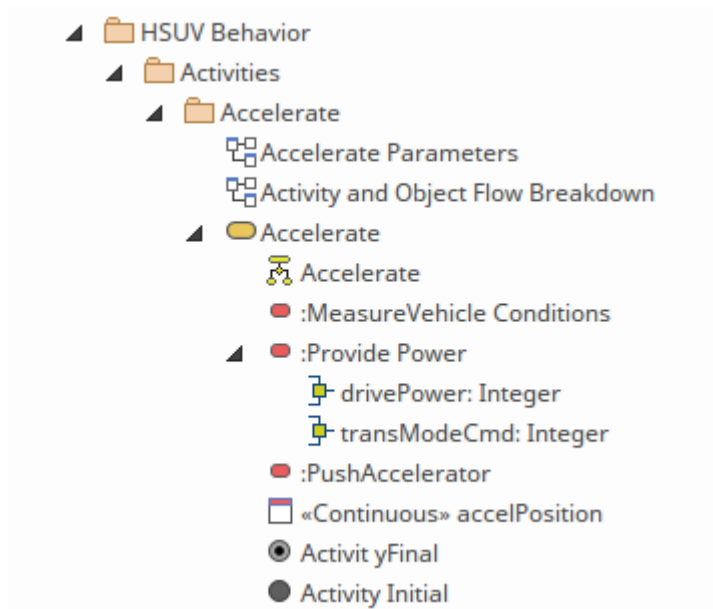 HSUV Behavior
Activities
Accelerate
Accelerate Parameters
Activity and Object Flow Breakdown
Accelerate
Accelerate
:MeasureVehicle Conditions
:Provide Power
drivePower: Integer
transModeCmd: Integer
:PushAccelerator
«Continuous» accelPosition
Activit yFinal
Activity Initial